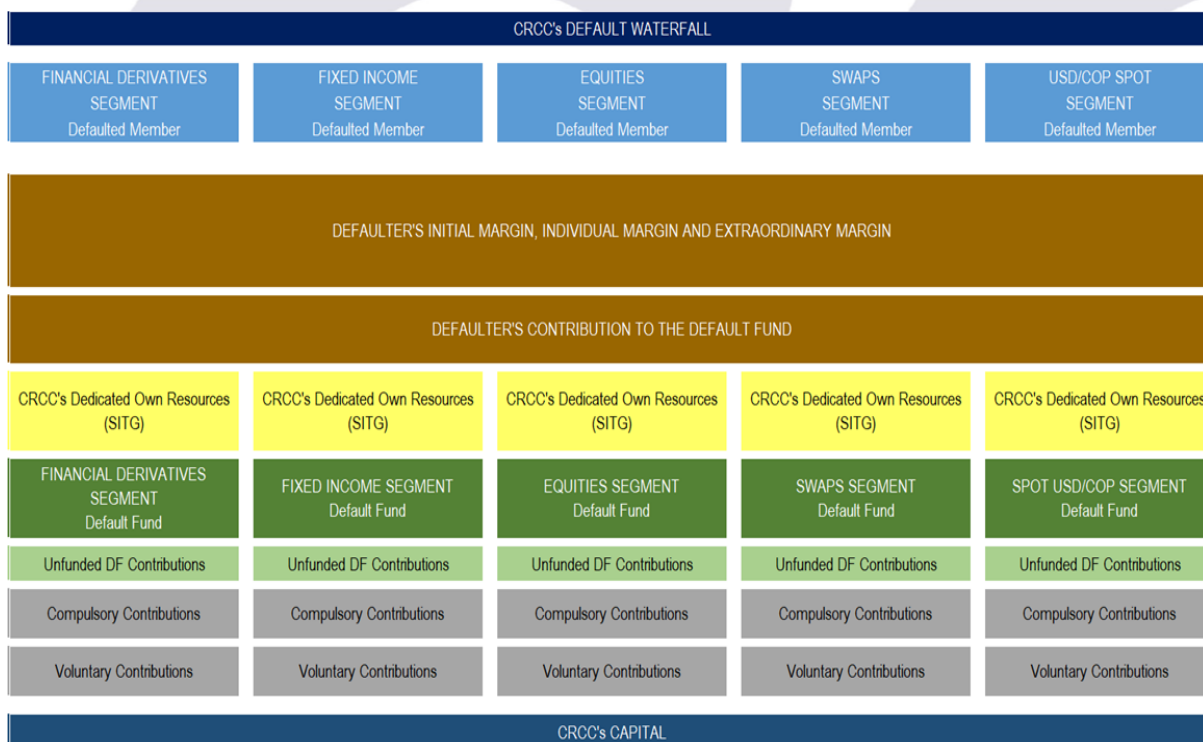 CRCC's DEFAULT WATERFALL
FINANCIAL DERIVATIVES
SEGMENT
Defaulted Member
FIXED INCOME
SEGMENT
Defaulted Member
EQUITIES
SEGMENT
Defaulted Member
SWAPS
SEGMENT
Defaulted Member
USD/COP SPOT
SEGMENT
Defaulted Member
DEFAULTER'S INITIAL MARGIN, INDIVIDUAL MARGIN AND EXTRAORDINARY MARGIN
DEFAULTER'S CONTRIBUTION TO THE DEFAULT FUND
CRCC's Dedicated Own Resources
(SITG)
CRCC's Dedicated Own Resources
(SITG)
CRCC's Dedicated Own Resources
(SITG)
CRCC's Dedicated Own Resources
(SITG)
CRCC's Dedicated Own Resources
(SITG)
FINANCIAL DERIVATIVES
SEGMENT
Default Fund
FIXED INCOME SEGMENT
Default Fund
EQUITIES SEGMENT
Default Fund
SWAPS SEGMENT
Default Fund
SPOT USD/COP SEGMENT
Default Fund
Unfunded DF Contributions
Unfunded DF Contributions
Unfunded DF Contributions
Unfunded DF Contributions
Unfunded DF Contributions
Compulsory Contributions
Compulsory Contributions
Compulsory Contributions
Compulsory Contributions
Compulsory Contributions
Voluntary Contributions
Voluntary Contributions
Voluntary Contributions
Voluntary Contributions
Voluntary Contributions
CRCC's CAPITAL